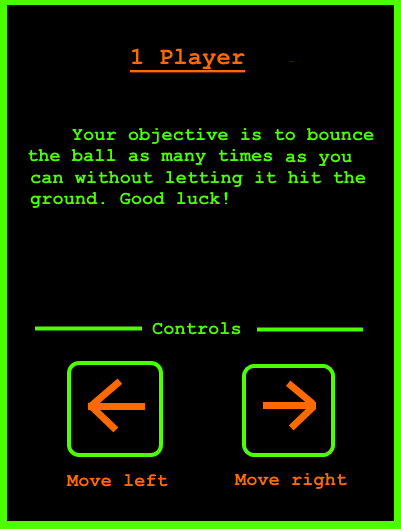 1 Player
Your objective is to bounce
the ball as many times as you
can without letting it hit the
ground. Good luck!
Controls
Move left
Move right